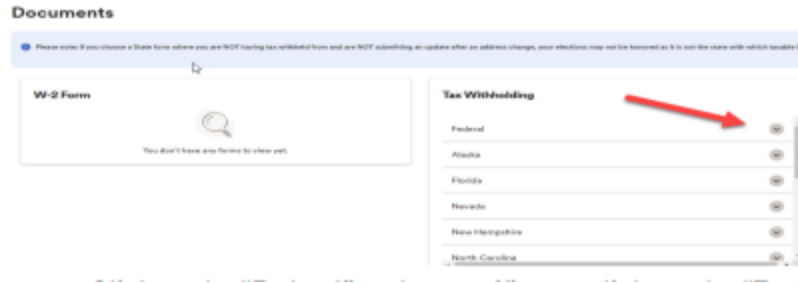 Documents
Please note: If you choose a State form where you are NOT having tax withheld from and are NOT submitting an update after an address change, your elections may not be honored as it is not the state with which taxable
W-2 Form
You don't have any forms to view yet.
Tax Withholding
Federal
Alaska
Florida
Nevada
New Hampshire
North Carolina